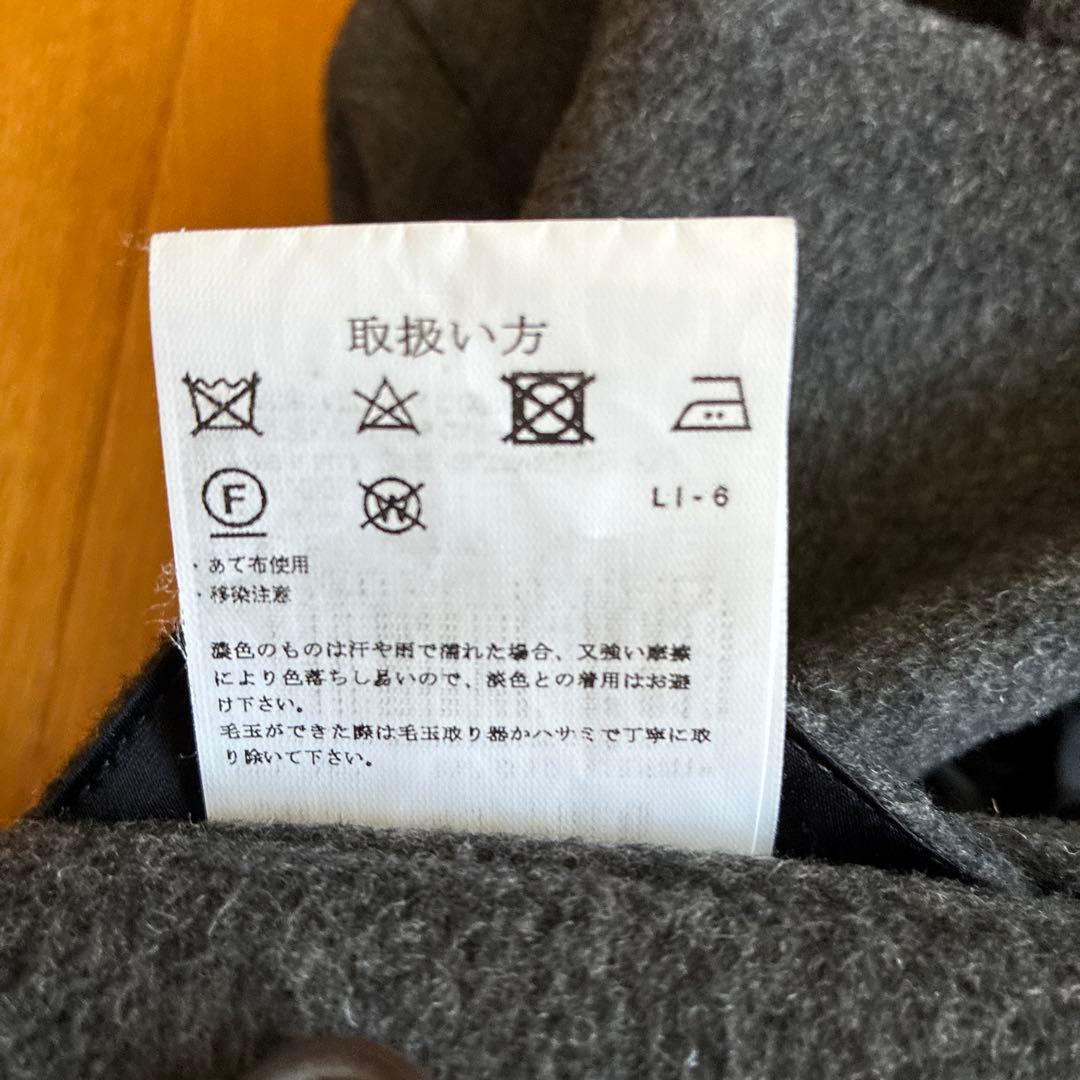 取扱い方
F
W
LI-6
・あて布使用
・移染注意
濃色のものは汗や雨で濡れた場合、又強い摩擦
により色落ちし易いので、淡色との着用はお避
け下さい。
毛玉ができた際は毛玉取り器かハサミで丁寧に取
り除いて下さい。